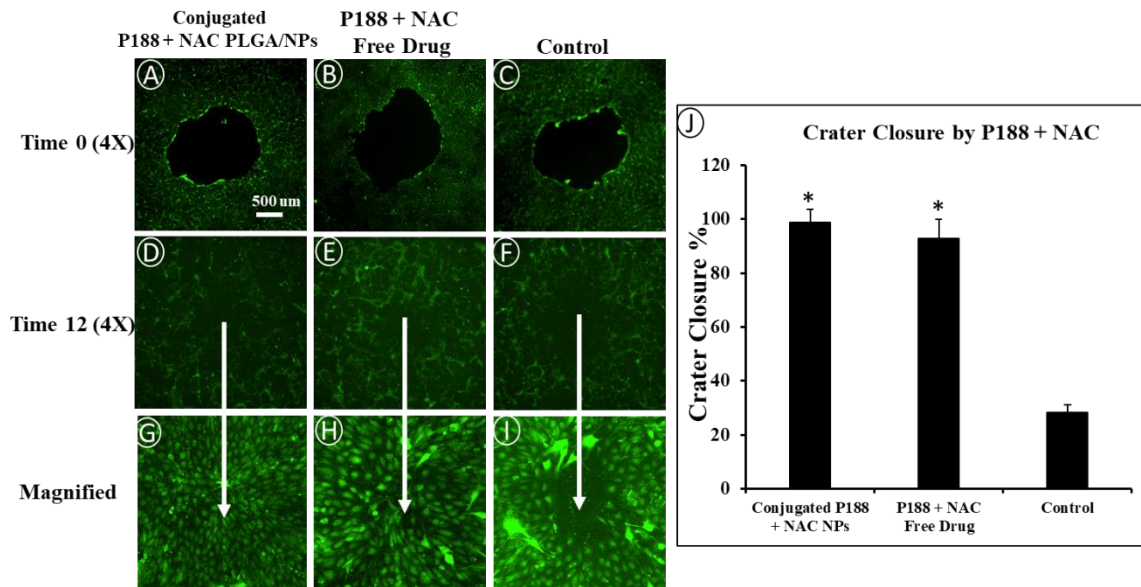 Conjugated
P188 + NAC PLGA/NPs
P188 + NAC
Free Drug
Control
Time 0 (4X)
A
B
C
500 um
Time 12 (4X)
D
E
F
Magnified
G
H
I
J
Crater Closure by P188 + NAC
Crater Closure %
120
100
80
60
40
20
0
*
*
Conjugated P188
+ NAC NPs
P188 + NAC
Free Drug
Control